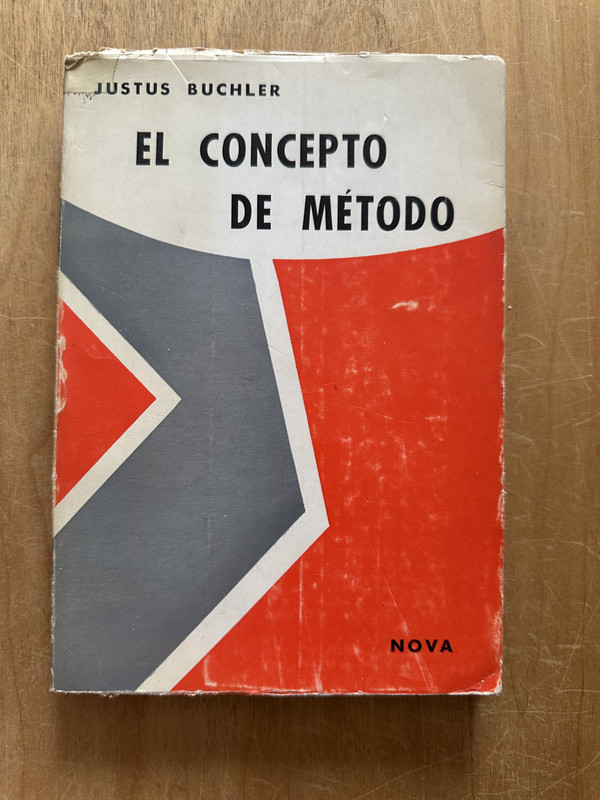 JUSTUS BUCHLER
EL CONCEPTO
DE MÉTODO
NOVA